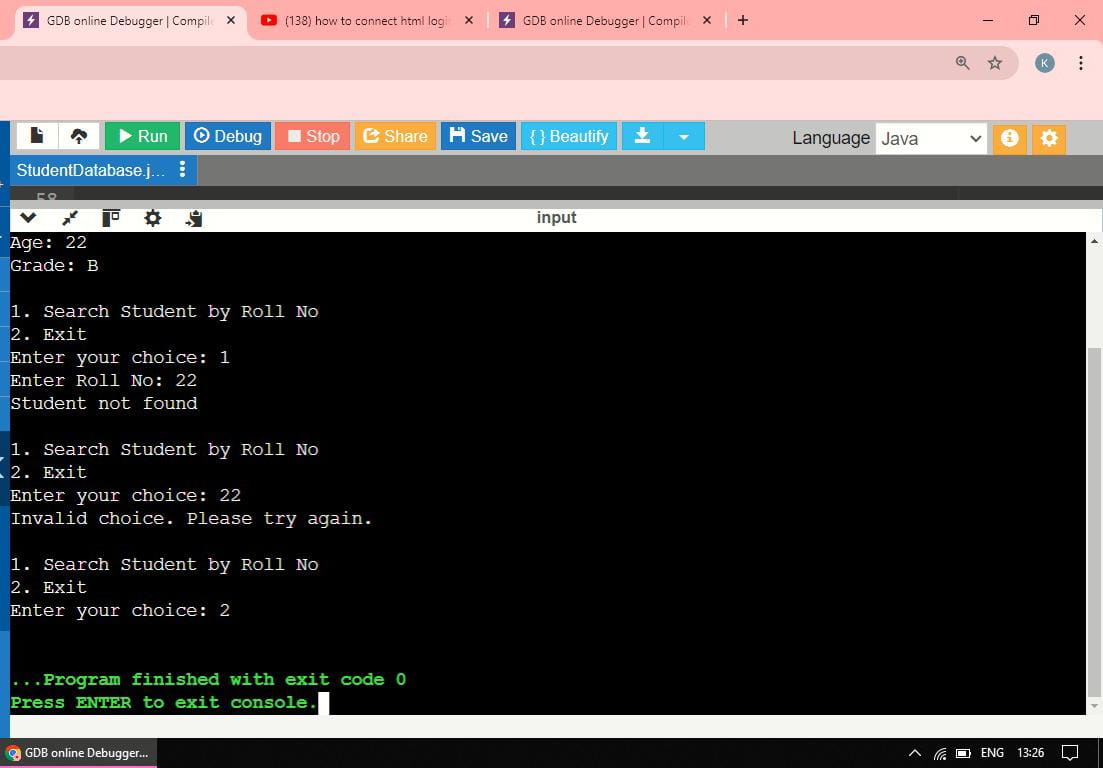 GDB online Debugger | Compile
(138) how to connect html logi
GDB online Debugger | Compile
K
Run
Debug
Stop
Share
Save
{ } Beautify
Language
Java
StudentDatabase.j...
58
input
Age: 22
Grade: B
1. Search Student by Roll No
2. Exit
Enter your choice: 1
Enter Roll No: 22
Student not found
1. Search Student by Roll No
2. Exit
Enter your choice: 22
Invalid choice. Please try again.
1. Search Student by Roll No
2. Exit
Enter your choice: 2
...Program finished with exit code 0
Press ENTER to exit console.
GDB online Debugger...
ENG
13:26